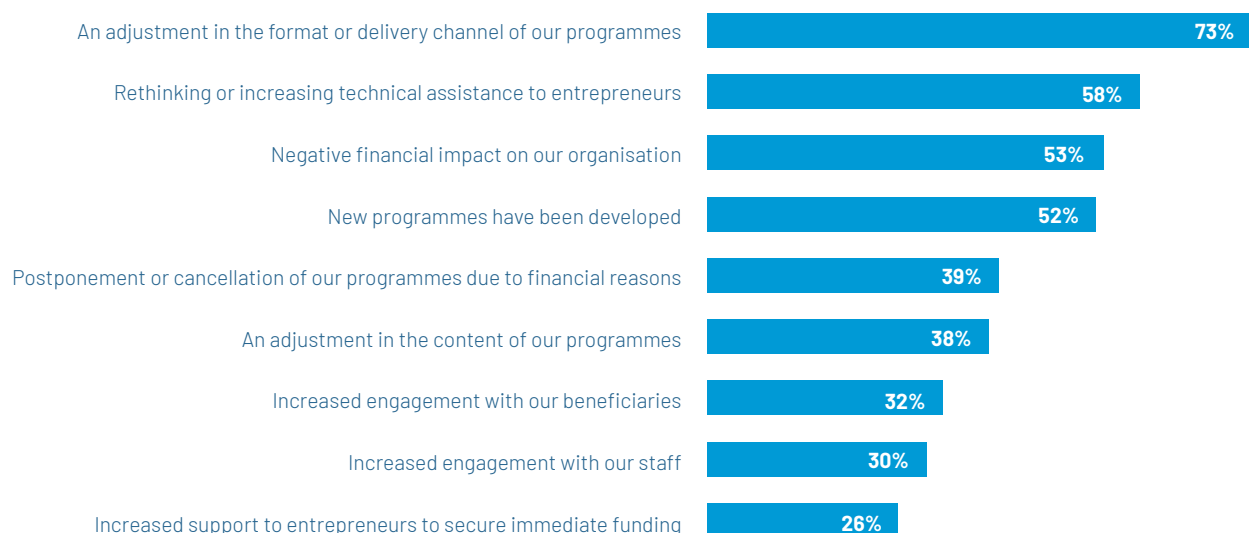 An adjustment in the format or delivery channel of our programmes 73%
Rethinking or increasing technical assistance to entrepreneurs 58%
Negative financial impact on our organisation 53%
New programmes have been developed 52%
Postponement or cancellation of our programmes due to financial reasons 39%
An adjustment in the content of our programmes 38%
Increased engagement with our beneficiaries 32%
Increased engagement with our staff 30%
Increased support to entrepreneurs to secure immediate funding 26%